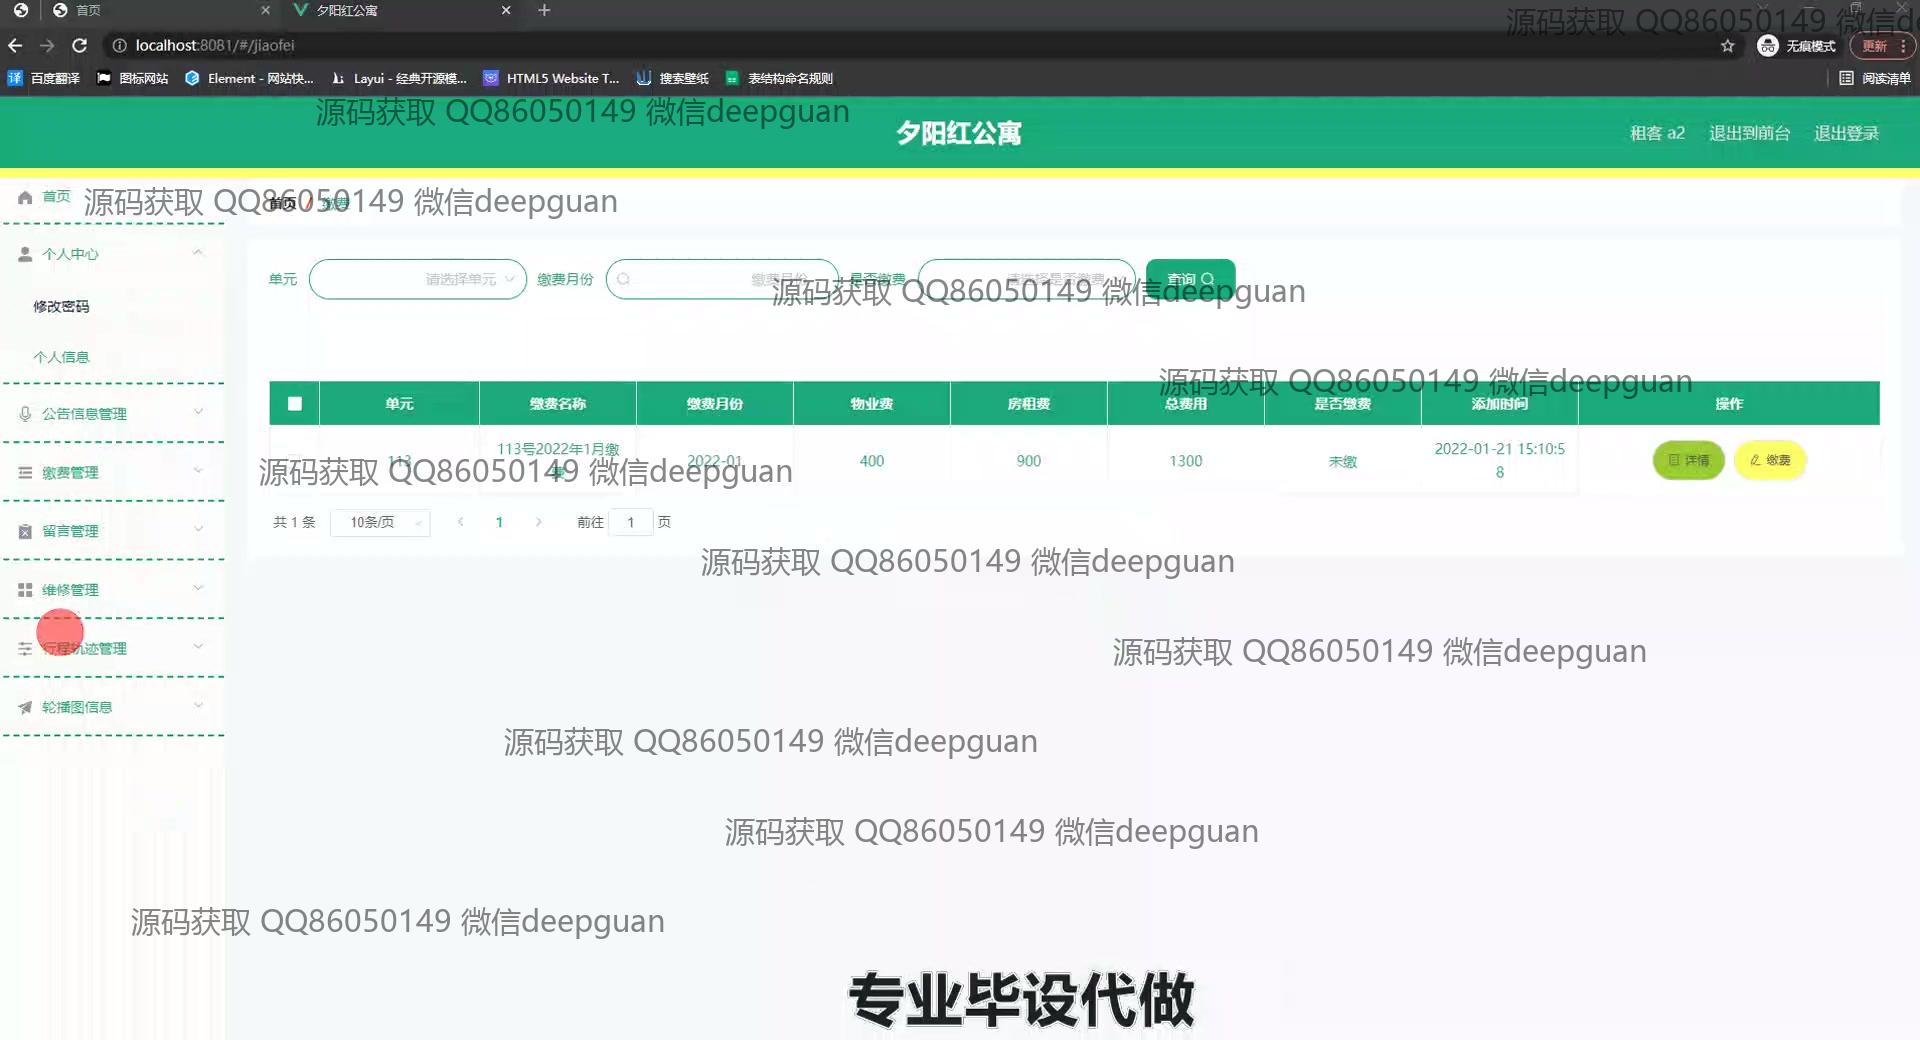 首页
夕阳红公寓
localhost:8081/#/jiaofei
无痕模式
更新
百度翻译
图标网站
Element - 网站快...
Layui - 经典开源模...
HTML5 Website T...
搜索壁纸
表结构命名规则
阅读清单
源码获取 QQ86050149 微信de
源码获取 QQ86050149 微信deepguan
夕阳红公寓
租客 a2
退出到前台
退出登录
首页
源码获取 QQ86050149 微信deepguan
首页 / 缴费
个人中心
修改密码
个人信息
公告信息管理
缴费管理
留言管理
维修管理
行程轨迹管理
轮播图信息
单元
请选择单元
缴费月份
缴费月份
是否缴费
请选择是否缴费
查询
源码获取 QQ86050149 微信deepguan
源码获取 QQ86050149 微信deepguan
单元 缴费名称 缴费月份 物业费 房租费 总费用 是否缴费 添加时间 操作
113 113号2022年1月缴费 2022-01 400 900 1300 未缴 2022-01-21 15:10:58 详情 缴费
源码获取 QQ86050149 微信deepguan
共 1 条 10条/页 1 前往 1 页
源码获取 QQ86050149 微信deepguan
源码获取 QQ86050149 微信deepguan
源码获取 QQ86050149 微信deepguan
源码获取 QQ86050149 微信deepguan
源码获取 QQ86050149 微信deepguan
专业毕设代做